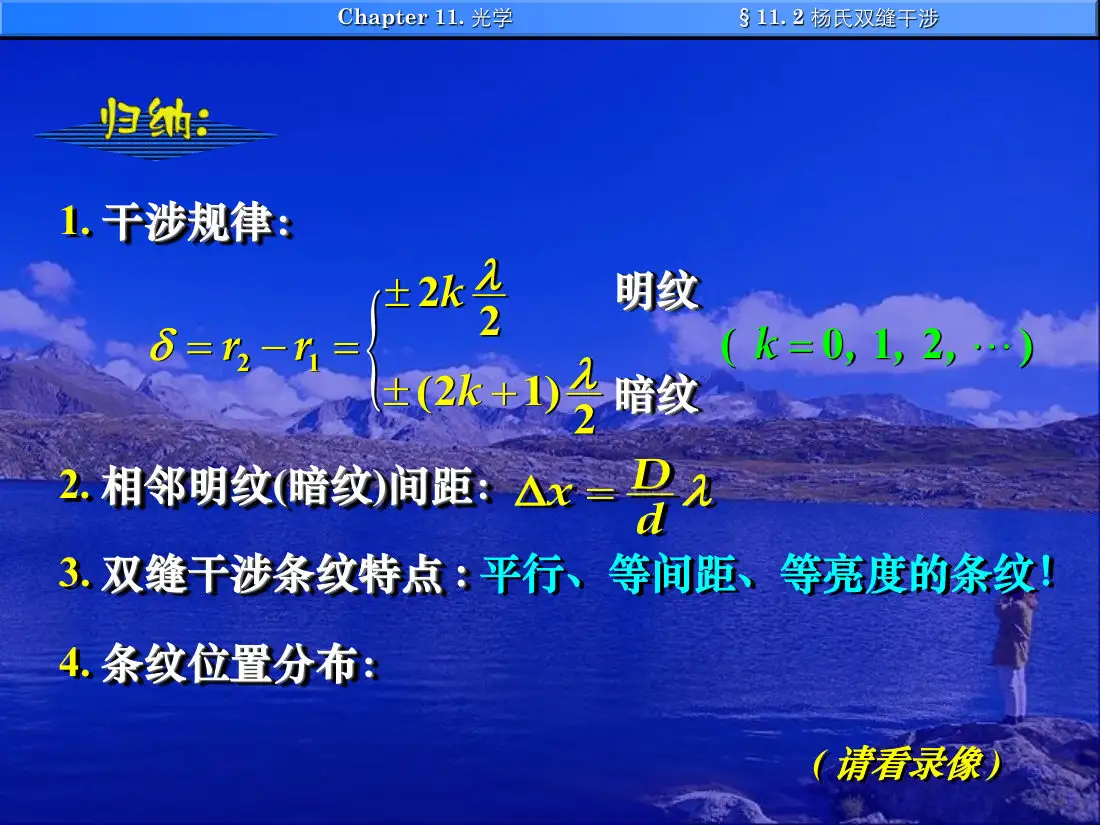 Chapter 11. 光学 §11.2 杨氏双缝干涉
归纳:
1. 干涉规律:
±2k λ/2 明纹
δ = r₂ − r₁ = { ( k = 0, 1, 2, ⋯ )
±(2k + 1) λ/2 暗纹
2. 相邻明纹(暗纹)间距: Δx = D/d λ
3. 双缝干涉条纹特点 : 平行、等间距、等亮度的条纹!
4. 条纹位置分布:
( 请看录像 )